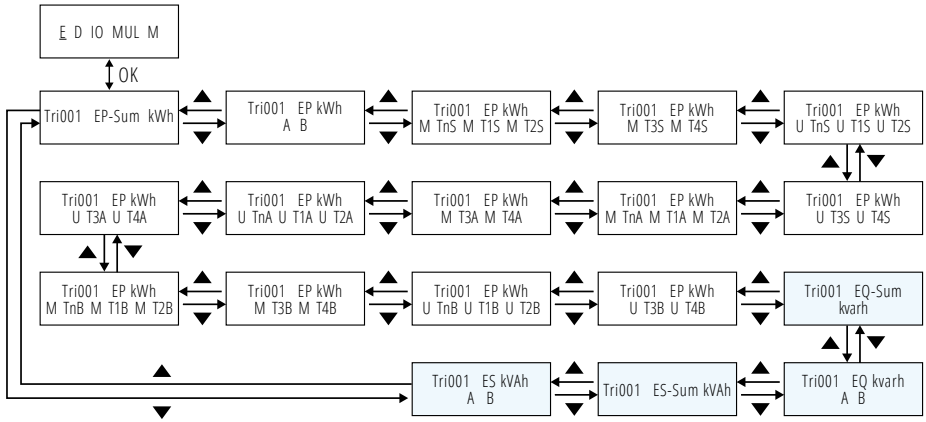 E D IO MUL M
OK
Tri001 EP-Sum kWh
Tri001 EP kWh
A B
Tri001 EP kWh
M TnS M T1S M T2S
Tri001 EP kWh
M T3S M T4S
Tri001 EP kWh
U TnS U T1S U T2S
Tri001 EP kWh
U T3A U T4A
Tri001 EP kWh
U TnA U T1A U T2A
Tri001 EP kWh
M T3A M T4A
Tri001 EP kWh
M TnA M T1A M T2A
Tri001 EP kWh
U T3S U T4S
Tri001 EP kWh
M TnB M T1B M T2B
Tri001 EP kWh
M T3B M T4B
Tri001 EP kWh
U TnB U T1B U T2B
Tri001 EP kWh
U T3B U T4B
Tri001 EQ-Sum
kvarh
Tri001 ES kVAh
A B
Tri001 ES-Sum kVAh
Tri001 EQ kvarh
A B